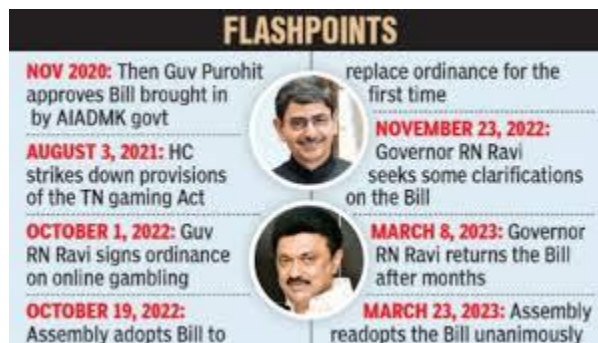 FLASHPOINTS
NOV 2020: Then Guv Purohit
approves Bill brought in
by AIADMK govt
AUGUST 3, 2021: HC
strikes down provisions
of the TN gaming Act
OCTOBER 1, 2022: Guv
RN Ravi signs ordinance
on online gambling
OCTOBER 19, 2022:
Assembly adopts Bill to
replace ordinance for the
first time
NOVEMBER 23, 2022:
Governor RN Ravi
seeks some clarifications
on the Bill
MARCH 8, 2023: Governor
RN Ravi returns the Bill
after months
MARCH 23, 2023: Assembly
readopts the Bill unanimously